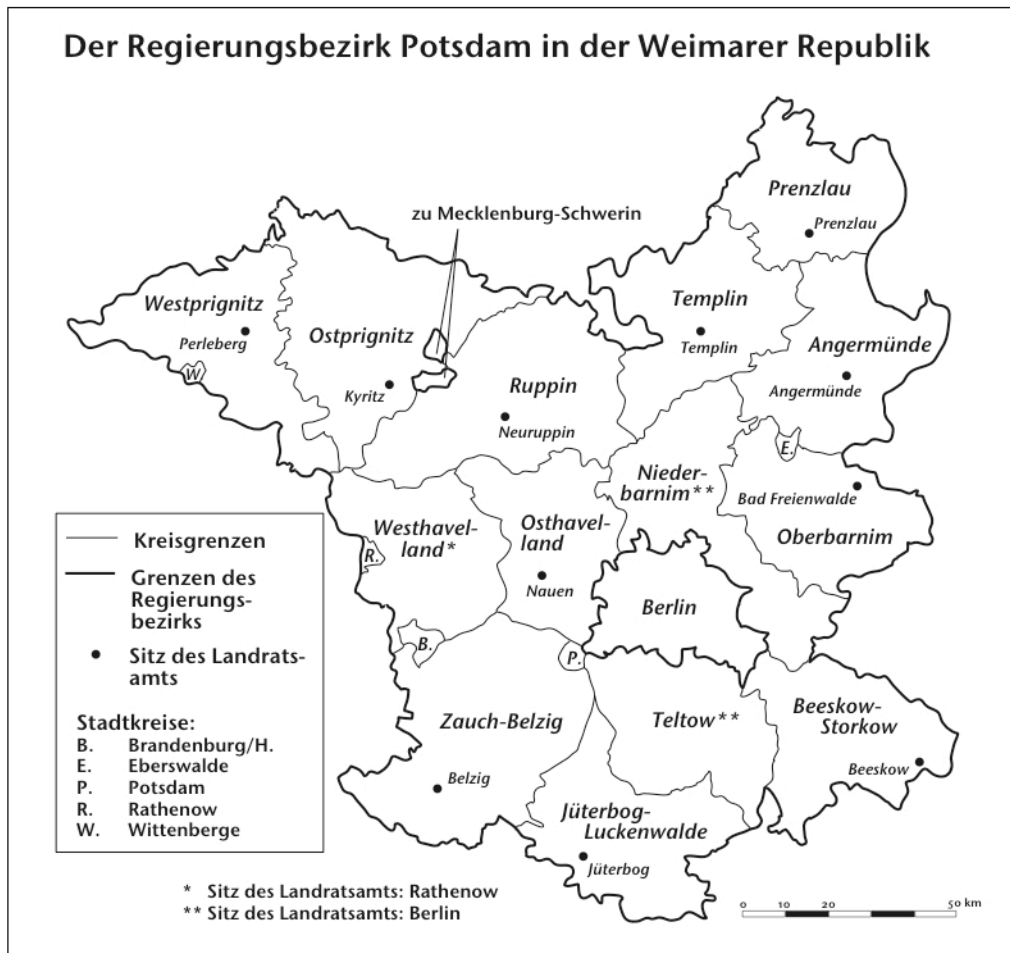 Der Regierungsbezirk Potsdam in der Weimarer Republik
Prenzlau
Prenzlau
zu Mecklenburg-Schwerin
Templin
Templin
Westprignitz
Perleberg
W.
Ostprignitz
Kyritz
Angermünde
Angermünde
Ruppin
Neuruppin
E.
Nieder-
barnim**
Bad Freienwalde
Oberbarnim
Westhavel-
land*
R.
Osthavel-
land
Nauen
Berlin
B.
P.
Zauch-Belzig
Belzig
Teltow**
Beeskow-
Storkow
Beeskow
Jüterbog-
Luckenwalde
Jüterbog
Kreisgrenzen
Grenzen des
Regierungs-
bezirks
Sitz des Landrats-
amts
Stadtkreise:
B. Brandenburg/H.
E. Eberswalde
P. Potsdam
R. Rathenow
W. Wittenberge
* Sitz des Landratsamts: Rathenow
** Sitz des Landratsamts: Berlin
0 10 20 50 km